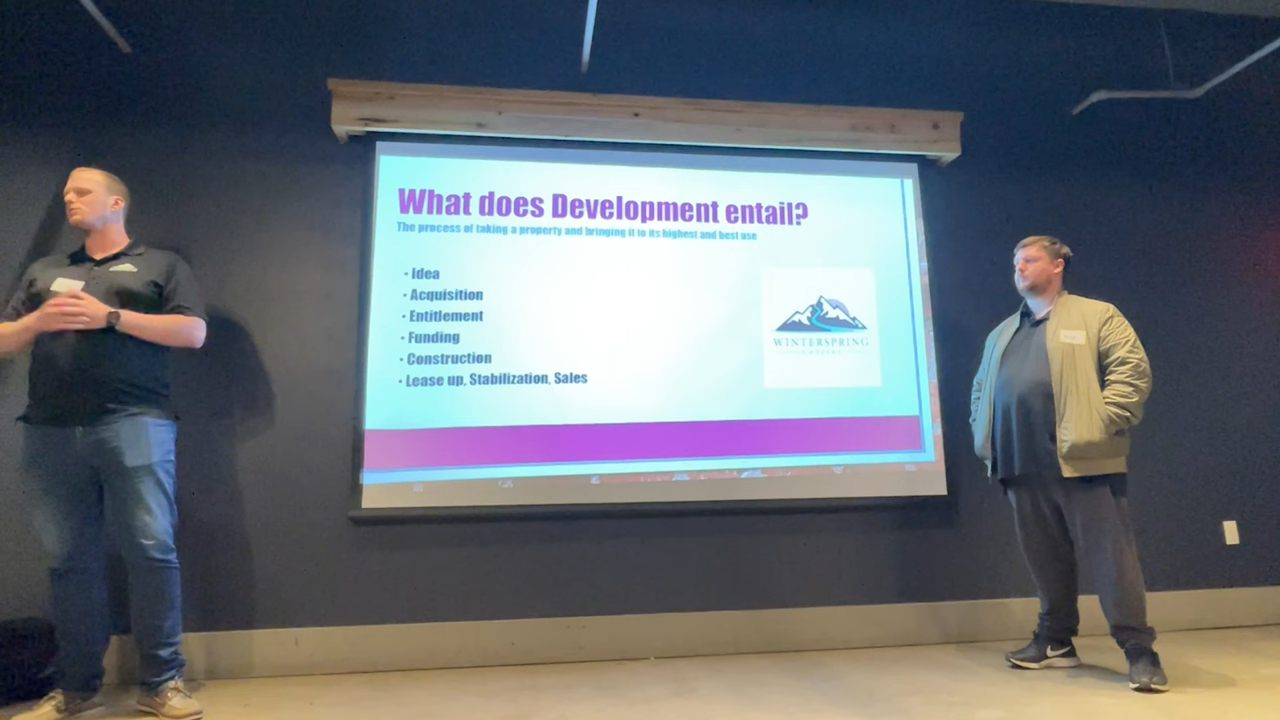 What does Development entail?
The process of taking a property and bringing it to its highest and best use
• Idea
• Acquisition
• Entitlement
• Funding
• Construction
• Lease up, Stabilization, Sales
WINTERSPRING